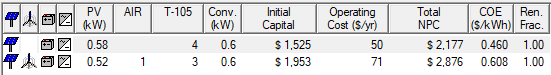 PV (kW) AIR T-105 Conv. (kW) Initial Capital Operating Cost ($/yr) Total NPC COE ($/kWh) Ren. Frac.
0.58 4 0.6 $ 1,525 50 $ 2,177 0.460 1.00
0.52 1 3 0.6 $ 1,953 71 $ 2,876 0.608 1.00